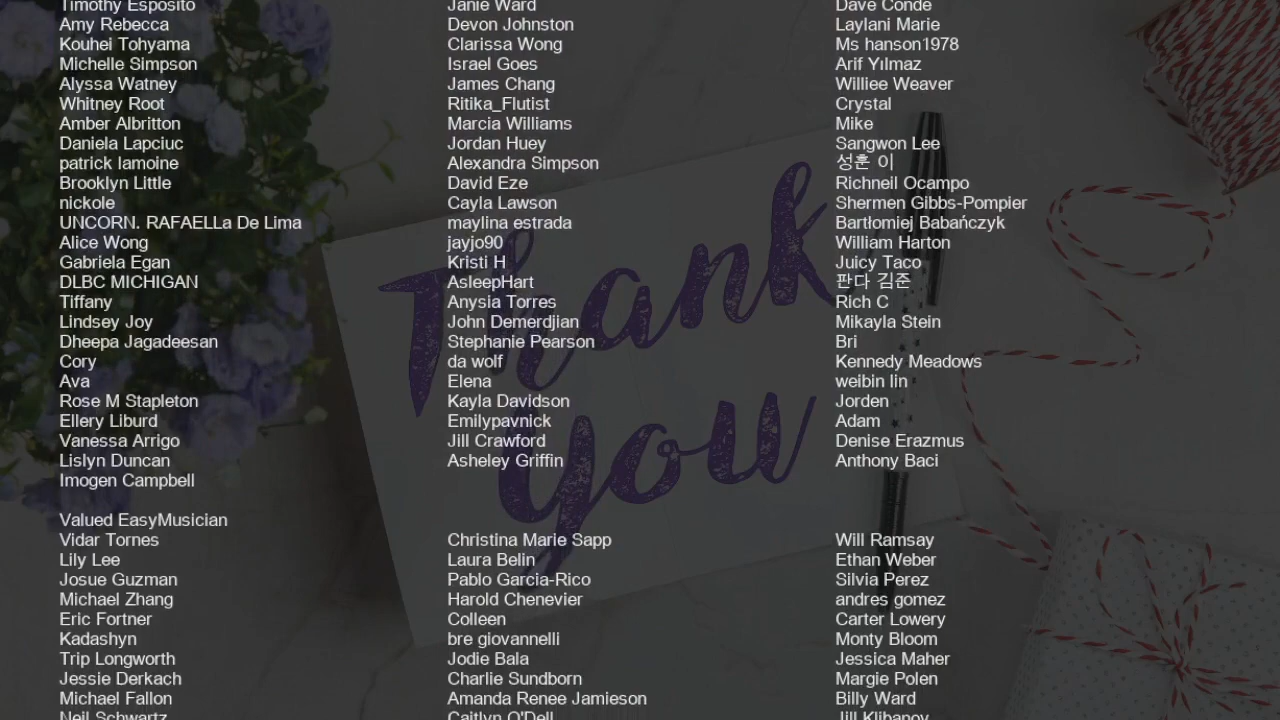 Timothy Esposito
Amy Rebecca
Kouhei Tohyama
Michelle Simpson
Alyssa Watney
Whitney Root
Amber Albritton
Daniela Lapciuc
patrick lamoine
Brooklyn Little
nickole
UNCORN. RAFAELLa De Lima
Alice Wong
Gabriela Egan
DLBC MICHIGAN
Tiffany
Lindsey Joy
Dheepa Jagadeesan
Cory
Ava
Rose M Stapleton
Ellery Liburd
Vanessa Arrigo
Lislyn Duncan
Imogen Campbell
Janie Ward
Devon Johnston
Clarissa Wong
Israel Goes
James Chang
Ritika_Flutist
Marcia Williams
Jordan Huey
Alexandra Simpson
David Eze
Cayla Lawson
maylina estrada
jayjo90
Kristi H
AsleepHart
Anysia Torres
John Demerdjian
Stephanie Pearson
da wolf
Elena
Kayla Davidson
Emilypavnick
Jill Crawford
Asheley Griffin
Dave Conde
Laylani Marie
Ms hanson1978
Arif Yılmaz
Williee Weaver
Crystal
Mike
Sangwon Lee
성훈 이
Richneil Ocampo
Shermen Gibbs-Pompier
Bartłomiej Babańczyk
William Harton
Juicy Taco
판다 김준
Rich C
Mikayla Stein
Bri
Kennedy Meadows
weibin lin
Jorden
Adam
Denise Erazmus
Anthony Baci
Valued EasyMusician
Vidar Tornes
Lily Lee
Josue Guzman
Michael Zhang
Eric Fortner
Kadashyn
Trip Longworth
Jessie Derkach
Michael Fallon
Neil Schwartz
Christina Marie Sapp
Laura Belin
Pablo Garcia-Rico
Harold Chenevier
Colleen
bre giovannelli
Jodie Bala
Charlie Sundborn
Amanda Renee Jamieson
Caitlyn O'Dell
Will Ramsay
Ethan Weber
Silvia Perez
andres gomez
Carter Lowery
Monty Bloom
Jessica Maher
Margie Polen
Billy Ward
Jill Klibanov
Thank
you